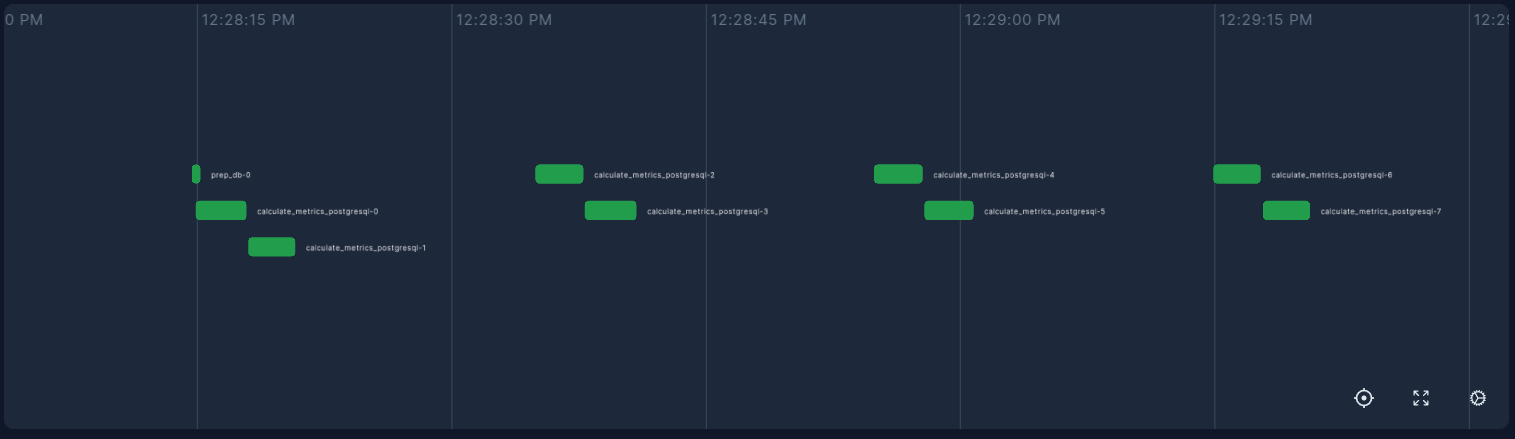 0 PM 12:28:15 PM 12:28:30 PM 12:28:45 PM 12:29:00 PM 12:29:15 PM 12:29
prep_db-0 calculate_metrics_postgresql-2 calculate_metrics_postgresql-4 calculate_metrics_postgresql-6
calculate_metrics_postgresql-0 calculate_metrics_postgresql-3 calculate_metrics_postgresql-5 calculate_metrics_postgresql-7
calculate_metrics_postgresql-1